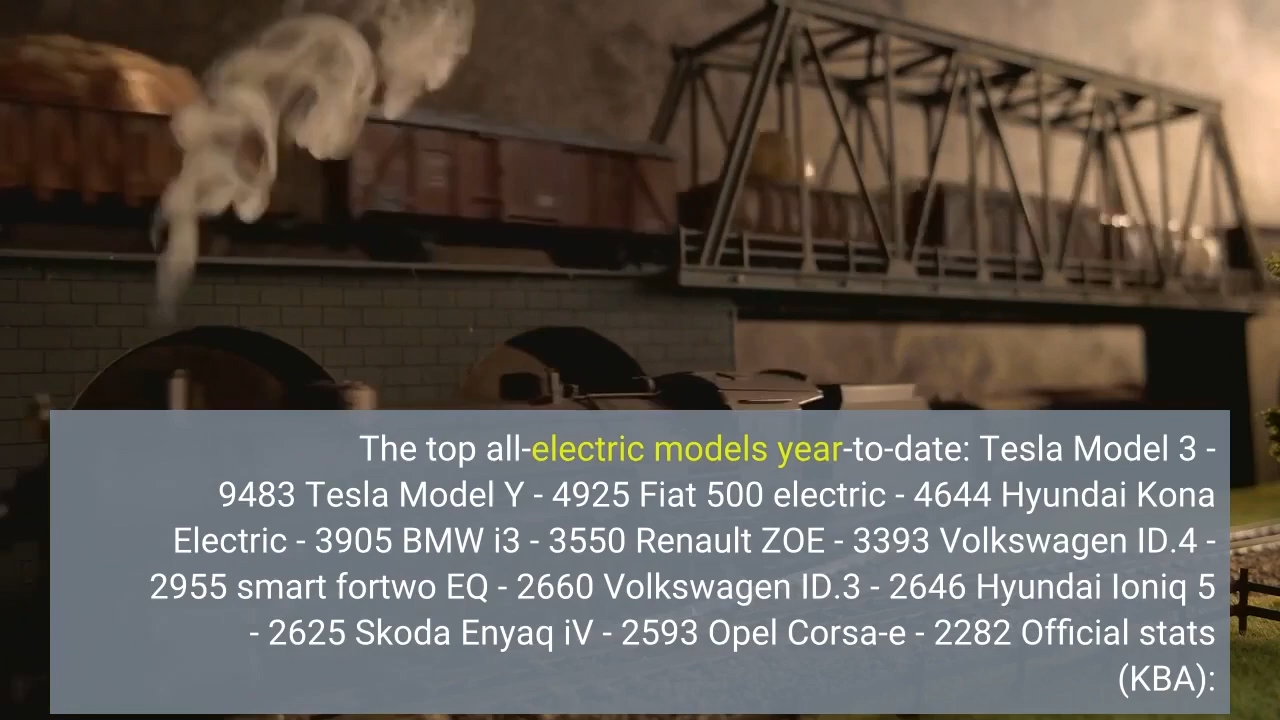 The top all-electric models year-to-date: Tesla Model 3 -
9483 Tesla Model Y - 4925 Fiat 500 electric - 4644 Hyundai Kona
Electric - 3905 BMW i3 - 3550 Renault ZOE - 3393 Volkswagen ID.4 -
2955 smart fortwo EQ - 2660 Volkswagen ID.3 - 2646 Hyundai Ioniq 5
- 2625 Skoda Enyaq iV - 2593 Opel Corsa-e - 2282 Official stats
(KBA):